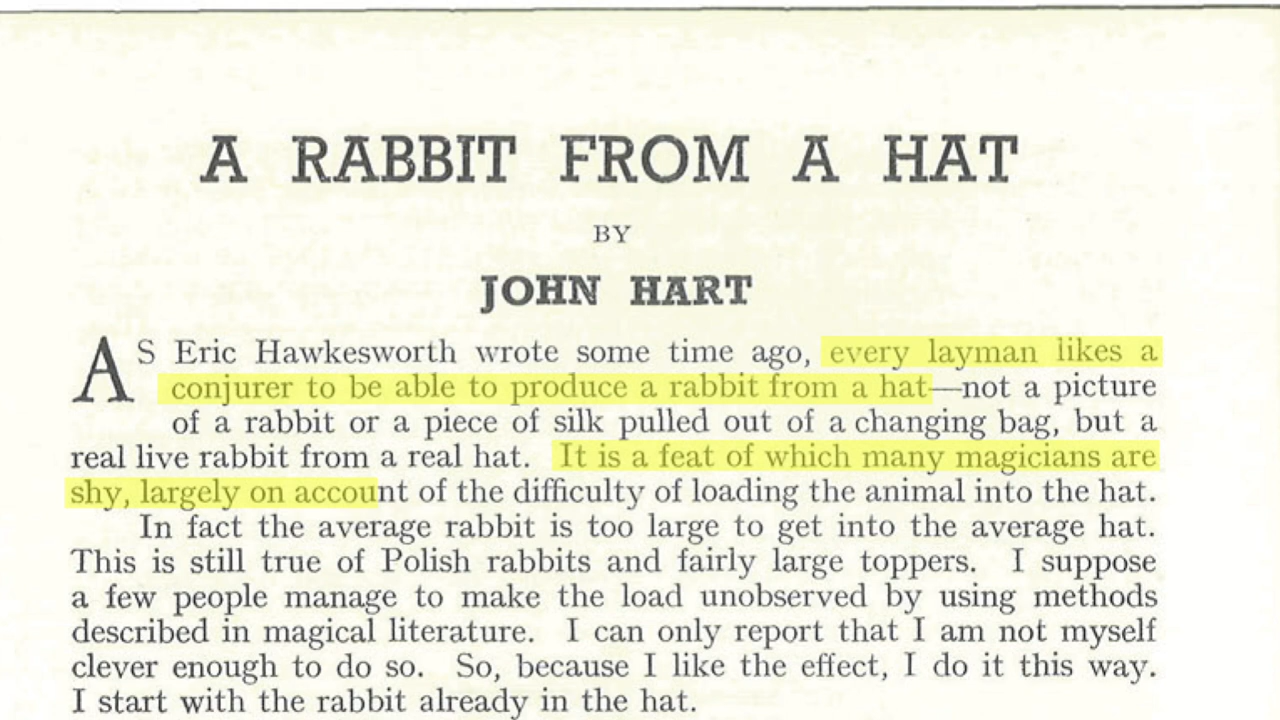 A RABBIT FROM A HAT
BY
JOHN HART
AS Eric Hawkesworth wrote some time ago, every layman likes a
conjurer to be able to produce a rabbit from a hat—not a picture
of a rabbit or a piece of silk pulled out of a changing bag, but a
real live rabbit from a real hat. It is a feat of which many magicians are
shy, largely on account of the difficulty of loading the animal into the hat.
In fact the average rabbit is too large to get into the average hat.
This is still true of Polish rabbits and fairly large toppers. I suppose
a few people manage to make the load unobserved by using methods
described in magical literature. I can only report that I am not myself
clever enough to do so. So, because I like the effect, I do it this way.
I start with the rabbit already in the hat.